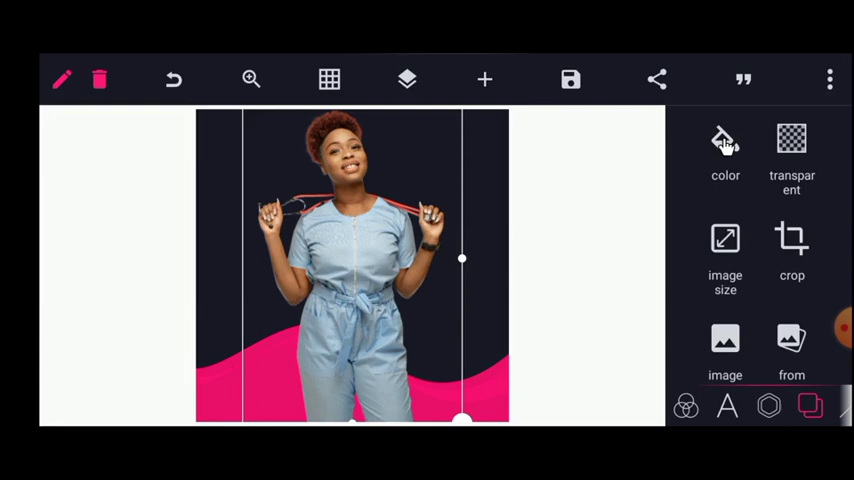 color
transpar
ent
image
size
crop
image
from